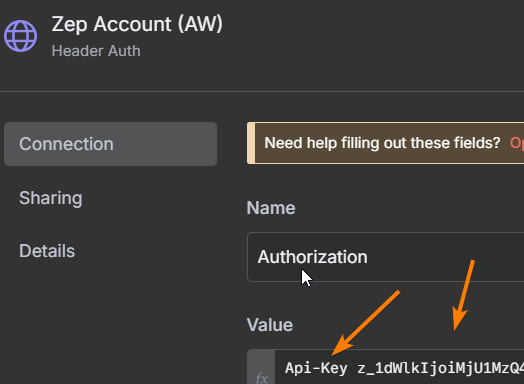 Zep Account (AW)
Header Auth
Connection
Need help filling out these fields? Op
Sharing
Name
Details
Authorization
Value
fx
Api-Key z_1dWlkIjoiMjU1MzQ4